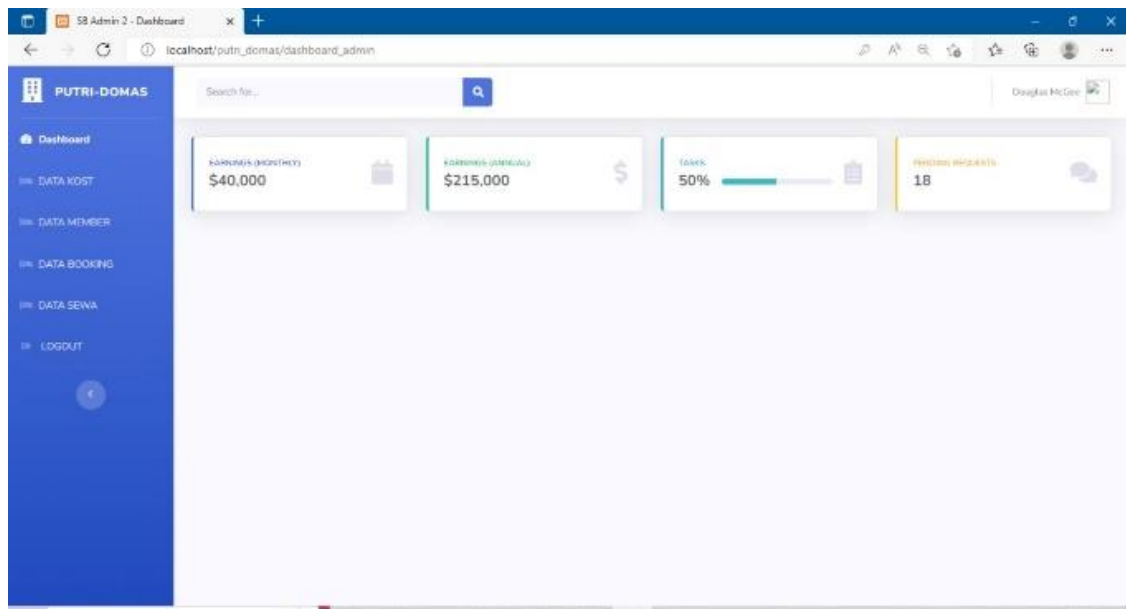 SB Admin 2 - Dashboard
localhost/putri_domas/dashboard_admin
PUTRI-DOMAS
Search for...
Douglas McGee
Dashboard
DATA KOST
DATA MEMBER
DATA BOOKING
DATA SEWA
LOGOUT
EARNINGS (MONTHLY)
$40,000
EARNINGS (ANNUAL)
$215,000
TASKS
50%
PENDING REQUESTS
18